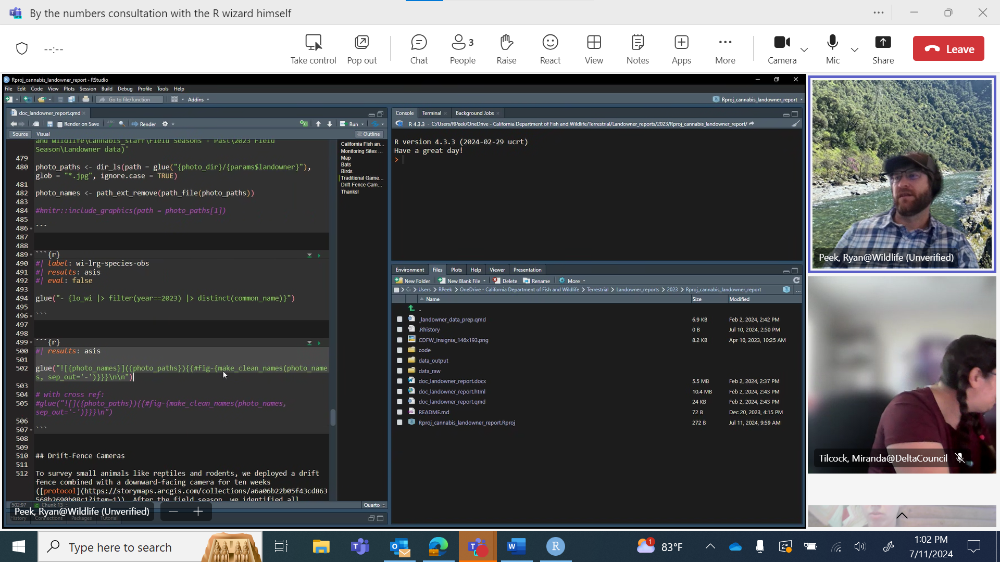 By the numbers consultation with the R wizard himself
--:--
Take control
Pop out
Chat
3
People
Raise
React
View
Notes
Apps
More
Camera
Mic
Share
Leave
Rproj_cannabis_landowner_report - RStudio
File Edit Code View Plots Session Build Debug Profile Tools Help
Go to file/function
Addins
Rproj_cannabis_landowner_report
doc_landowner_report.qmd
Render on Save
Render
Run
Source Visual
Outline
and Wildlife\Cannabis_staff\Field Seasons - Past\2023 Field
Season\Landowner data)'
479
480 photo_paths <- dir_ls(path = glue("{photo_dir}/{params$landowner}"),
glob = "*.jpg", ignore.case = TRUE)
481
482 photo_names <- path_ext_remove(path_file(photo_paths))
483
484 #knitr::include_graphics(path = photo_paths[1])
485
486 ```
487
488
489 ```{r}
490 #| label: wi-lrg-species-obs
491 #| results: asis
492 #| eval: false
493
494 glue("- {lo_wi |> filter(year==2023) |> distinct(common_name)}")
495
496 ```
497
498
499 ```{r}
500 #| results: asis
501
502 glue("![{photo_names}]({photo_paths}){{#fig-{make_clean_names(photo_name
s, sep_out='-')}}}\n\n")
503
504 # with cross ref:
505 #glue("![]({photo_paths}){{#fig-{make_clean_names(photo_names,
sep_out='-')}}}\n")
506
507 ```
508
509
510 ## Drift-Fence Cameras
511
512 To survey small animals like reptiles and rodents, we deployed a drift
fence combined with a downward-facing camera for ten weeks
([protocol](https://storymaps.arcgis.com/collections/a6a06b22b05f43cd863
568b2690b08c1?item=1)). After the field season, we identified all
California Fish an...
Monitoring Sites ...
Map
Bats
Birds
Traditional Game...
Drift-Fence Cam...
Thanks!
502:97 Chunk 13
Quarto
Peek, Ryan@Wildlife (Unverified)
History Connections Packages Tutorial
Console Terminal Background Jobs
R 4.3.3 · C:/Users/RPeek/OneDrive - California Department of Fish and Wildlife/Terrestrial/Landowner_reports/2023/Rproj_cannabis_landowner_report/
R version 4.3.3 (2024-02-29 ucrt)
Have a great day!
>
Environment Files Plots Help Viewer Presentation
New Folder New Blank File Delete Rename More
C: > Users > RPeek > OneDrive - California Department of Fish and Wildlife > Terrestrial > Landowner_reports > 2023 > Rproj_cannabis_landowner_report ...
Name Size Modified
..
_landowner_data_prep.qmd 6.9 KB Feb 2, 2024, 2:42 PM
.Rhistory 0 B Jul 10, 2024, 2:50 PM
CDFW_Insignia_146x193.png 8.2 KB Apr 10, 2023, 10:25 AM
code
data_output
data_raw
doc_landowner_report.docx 5.5 MB Feb 2, 2024, 2:37 PM
doc_landowner_report.html 10.4 MB Feb 2, 2024, 2:43 PM
doc_landowner_report.qmd 24 KB Feb 2, 2024, 2:43 PM
README.md 72 B Dec 20, 2023, 4:15 PM
Rproj_cannabis_landowner_report.Rproj 272 B Jul 11, 2024, 9:59 AM
Peek, Ryan@Wildlife (Unverified)
Tilcock, Miranda@DeltaCouncil
Type here to search
1
83°F
1:02 PM
7/11/2024